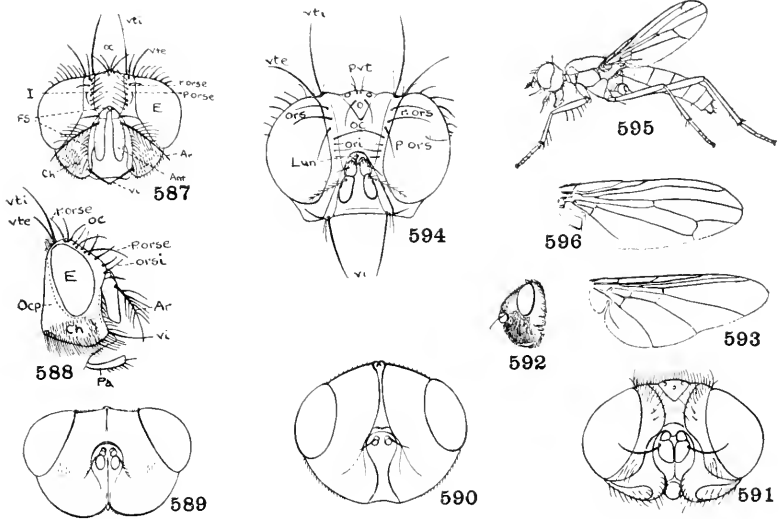 vti
oc
vte
rorse
porse
I
E
FS
Ar
Ant
Ch
vi
587
vti
vte
pvt
ors
r.ors
oc
ori
p ors
Lun
vi
594
595
596
593
592
vti
vte
rorse
oc
porse
orsi
E
Ocp
Ar
Ch
vi
588
Pa
589
590
591